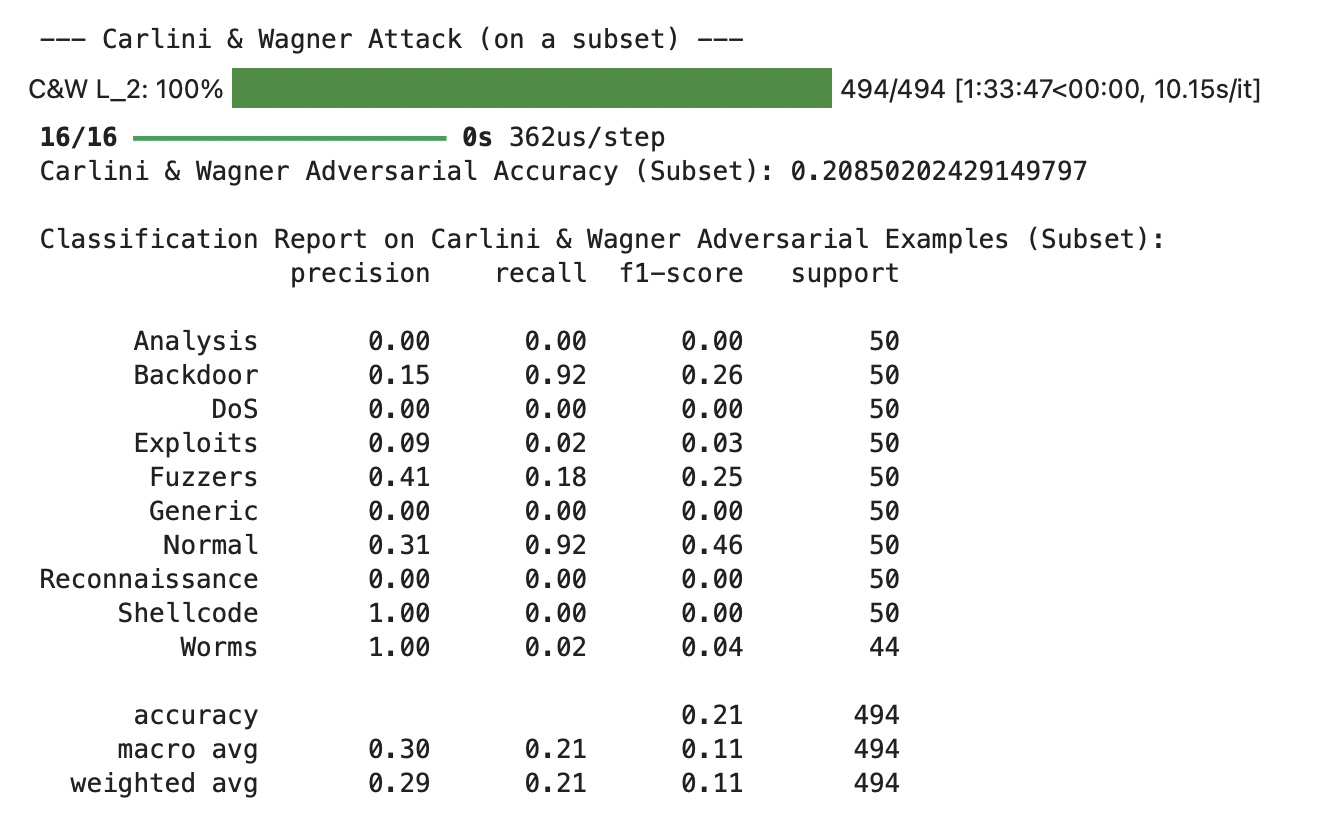 --- Carlini & Wagner Attack (on a subset) ---
C&W L_2: 100% 494/494 [1:33:47<00:00, 10.15s/it]
16/16 0s 362us/step
Carlini & Wagner Adversarial Accuracy (Subset): 0.20850202429149797
Classification Report on Carlini & Wagner Adversarial Examples (Subset):
precision recall f1-score support
Analysis 0.00 0.00 0.00 50
Backdoor 0.15 0.92 0.26 50
DoS 0.00 0.00 0.00 50
Exploits 0.09 0.02 0.03 50
Fuzzers 0.41 0.18 0.25 50
Generic 0.00 0.00 0.00 50
Normal 0.31 0.92 0.46 50
Reconnaissance 0.00 0.00 0.00 50
Shellcode 1.00 0.00 0.00 50
Worms 1.00 0.02 0.04 44
accuracy 0.21 494
macro avg 0.30 0.21 0.11 494
weighted avg 0.29 0.21 0.11 494